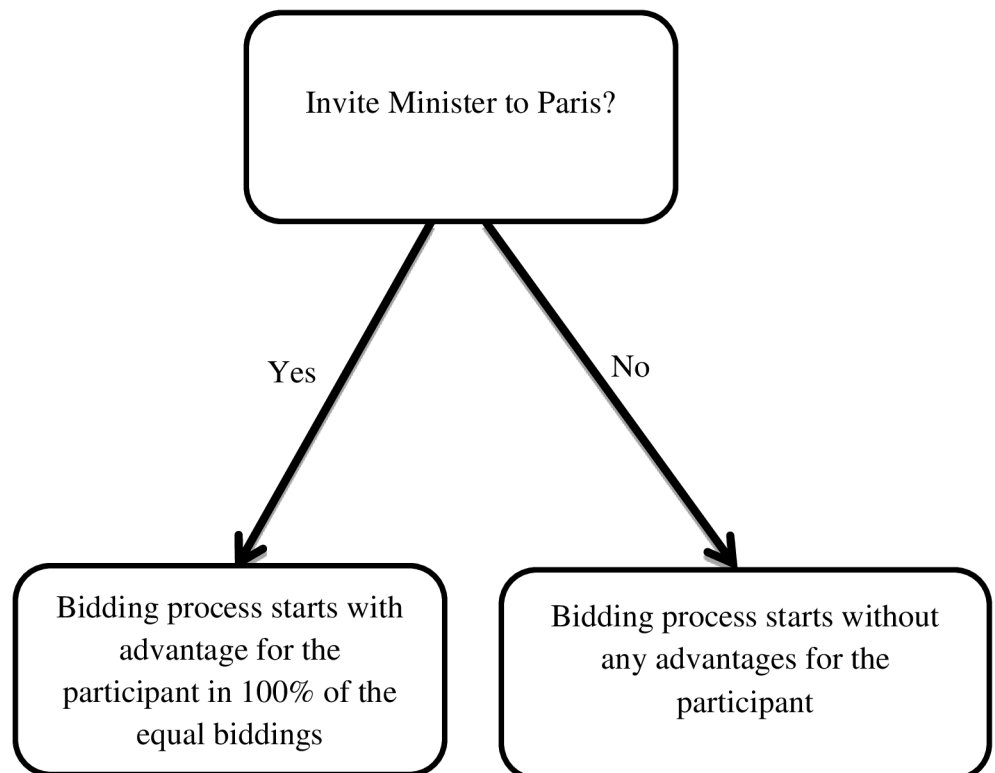 Invite Minister to Paris?
Yes
No
Bidding process starts with
advantage for the
participant in 100% of the
equal biddings
Bidding process starts without
any advantages for the
participant